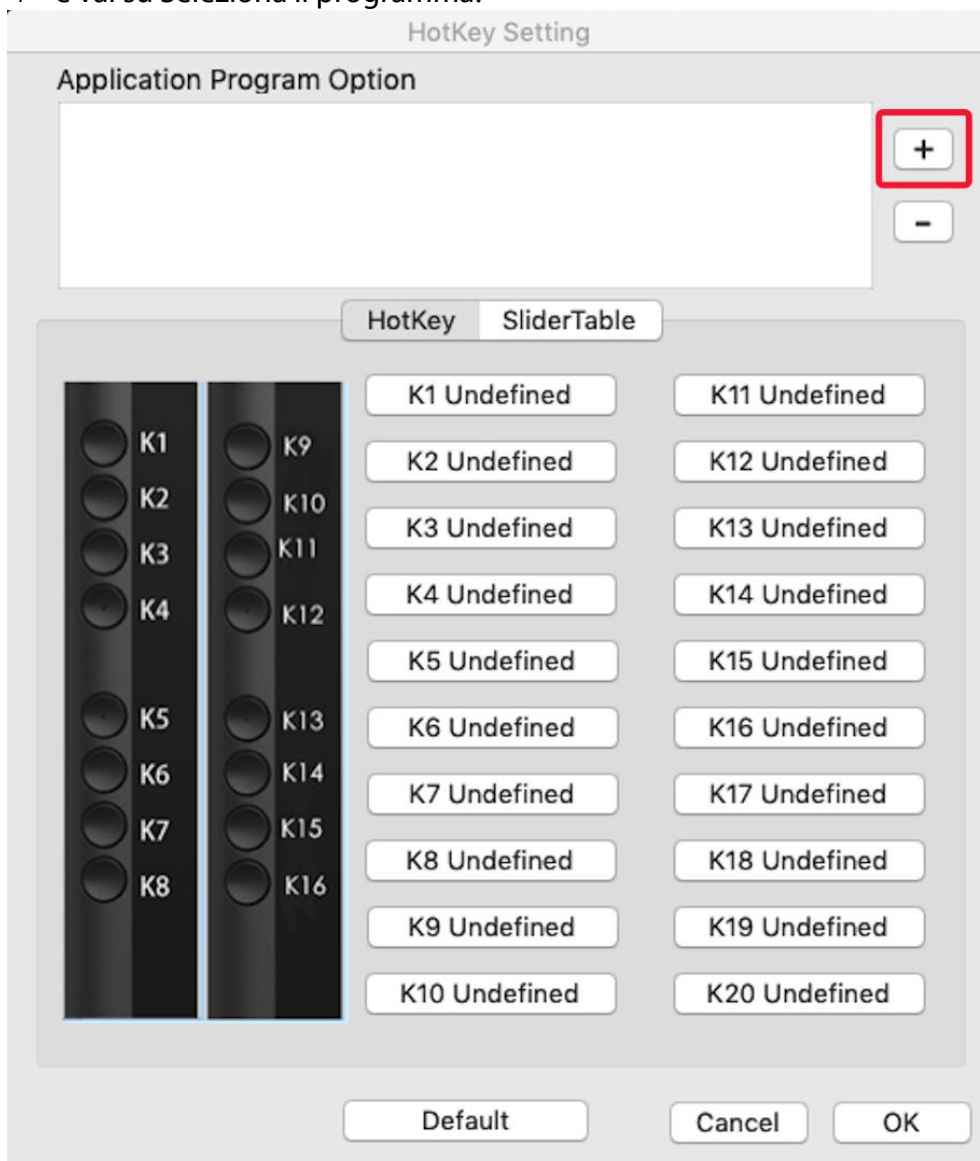 HotKey Setting
Application Program Option
+
-
HotKey SliderTable
K1 K9
K2 K10
K3 K11
K4 K12
K5 K13
K6 K14
K7 K15
K8 K16
K1 Undefined K11 Undefined
K2 Undefined K12 Undefined
K3 Undefined K13 Undefined
K4 Undefined K14 Undefined
K5 Undefined K15 Undefined
K6 Undefined K16 Undefined
K7 Undefined K17 Undefined
K8 Undefined K18 Undefined
K9 Undefined K19 Undefined
K10 Undefined K20 Undefined
Default Cancel OK